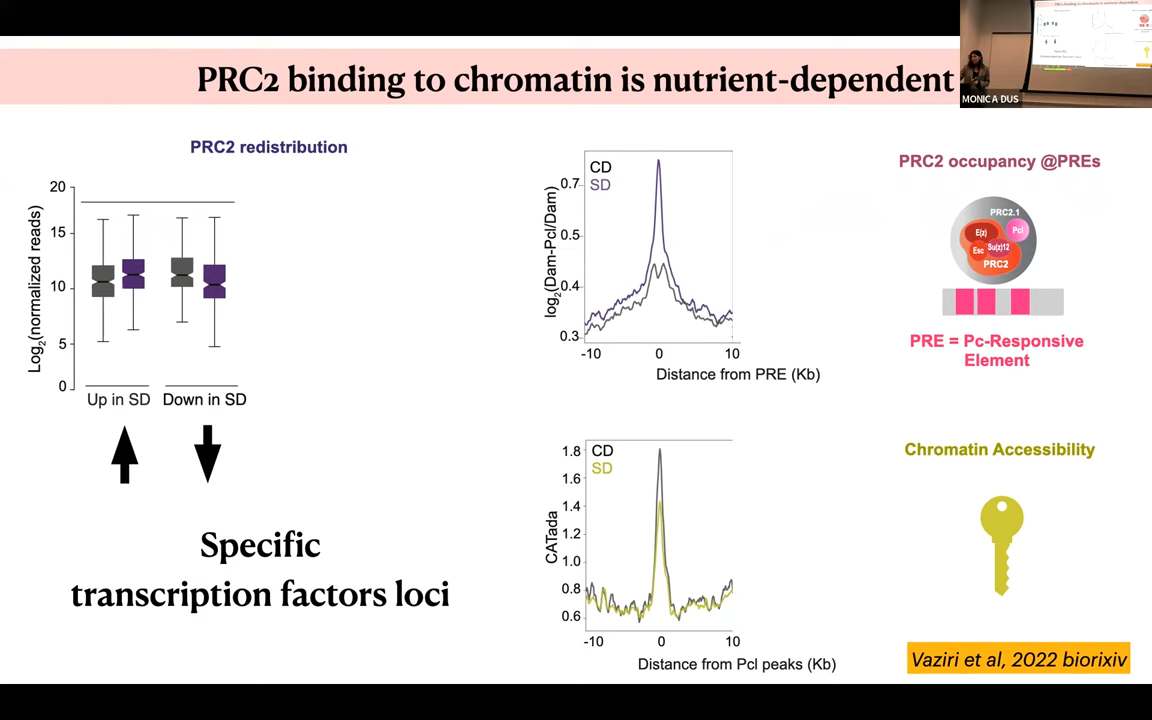 PRC2 binding to chromatin is nutrient-dependent
MONICA DUS
PRC2 redistribution
Log2(normalized reads)
20
15
10
5
0
Up in SD
Down in SD
Specific
transcription factors loci
CD
SD
log2(Dam-Pcl/Dam)
0.7
0.5
0.4
0.3
-10
0
10
Distance from PRE (Kb)
CD
SD
CATada
1.8
1.6
1.4
1.2
1.0
0.8
0.6
-10
0
10
Distance from Pcl peaks (Kb)
PRC2 occupancy @PREs
PRC2.1
E(z)
Pcl
Esc
Su(z)12
PRC2
PRE = Pc-Responsive
Element
Chromatin Accessibility
Vaziri et al, 2022 biorixiv